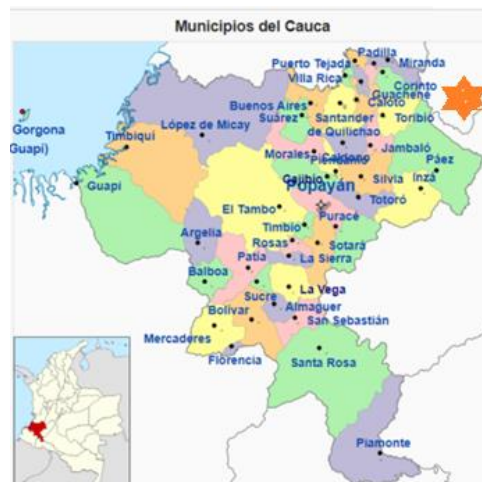 Municipios del Cauca
Padilla
Puerto Tejada
Miranda
Villa Rica
Corinto
Guachené
Buenos Aires
Caloto
Gorgona
(Guapi)
López de Micay
Suárez
Santander
de Quilichao
Toribío
Timbiquí
Morales
Caldono
Jambaló
Piendamó
Páez
Cajibío
Silvia
Inzá
Guapi
Popayán
Totoró
El Tambo
Puracé
Timbío
Argelia
Rosas
Sotará
Patía
La Sierra
Balboa
La Vega
Sucre
Almaguer
Bolívar
San Sebastián
Mercaderes
Florencia
Santa Rosa
Piamonte